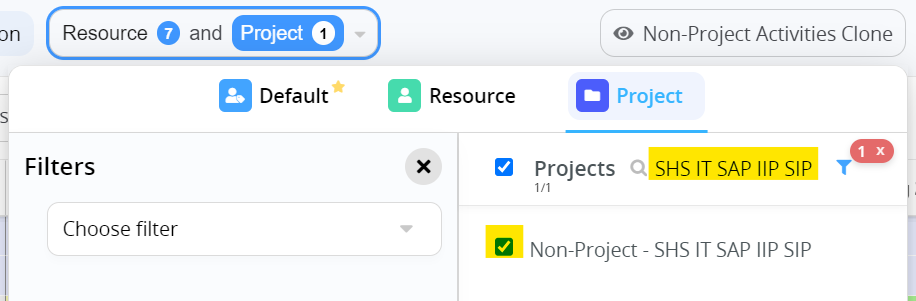 on
Resource 7 and Project 1
Non-Project Activities Clone
Default
Resource
Project
Filters
Projects
1/1
SHS IT SAP IIP SIP
1 x
Choose filter
Non-Project - SHS IT SAP IIP SIP